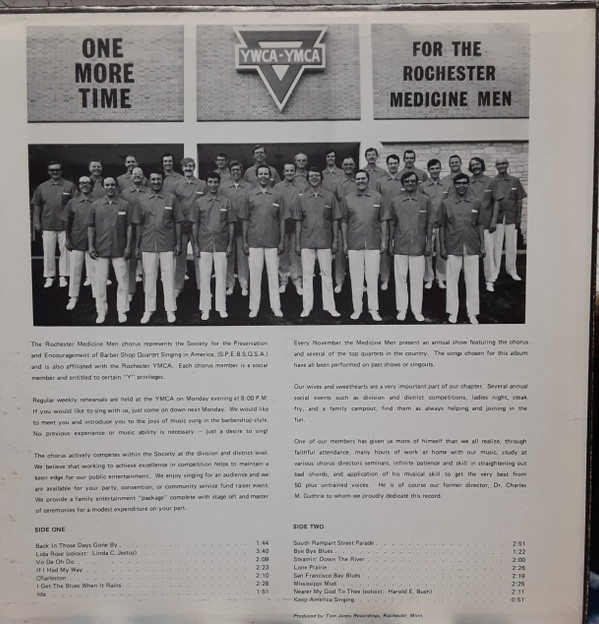 ONE
MORE
TIME
YWCA-YMCA
FOR THE
ROCHESTER
MEDICINE MEN
The Rochester Medicine Men chorus represents the Society for the Preservation
and Encouragement of Barber Shop Quartet Singing in America, (S.P.E.B.S.Q.S.A.)
and is also affiliated with the Rochester YMCA. Each chorus member is a social
member and entitled to certain "Y" privileges.
Regular weekly rehearsals are held at the YMCA on Monday evening at 8:00 P.M.
If you would like to sing with us, just come on down next Monday. We would like
to meet you and introduce you to the joys of music sung in the barbershop style.
No previous experience or music ability is necessary - just a desire to sing!
The chorus actively competes within the Society at the division and district level.
We believe that working to achieve excellence in competition helps to maintain a
keen edge for our public entertainment. We enjoy singing for an audience and we
are available for your party, convention, or community service fund raiser event.
We provide a family entertainment "package" complete with stage set and master
of ceremonies for a modest expenditure on your part.
SIDE ONE
Back In Those Days Gone By 1:44
Lida Rose (soloist: Linda C. Jextus) 3:40
Vo De Oh Do 2:09
If I Had My Way 2:23
Charleston 2:10
I Get The Blues When It Rains 2:28
Ida 1:51
Every November the Medicine Men present an annual show featuring the chorus
and several of the top quartets in the country. The songs chosen for this album
have all been performed on past shows or singouts.
Our wives and sweethearts are a very important part of our chapter. Several annual
social events such as division and district competitions, ladies night, steak
fry, and a family campout, find them as always helping and joining in the
fun.
One of our members has given us more of himself than we all realize, through
faithful attendance, many hours of work at home with our music, study at
various chorus directors seminars, infinite patience and skill in straightening out
bad chords, and application of his musical skill to get the very best from
50 plus untrained voices. He is of course our former director, Dr. Charles
M. Guthrie to whom we proudly dedicate this record.
SIDE TWO
South Rampart Street Parade 2:51
Bye Bye Blues 1:22
Steamin' Down The River 2:00
Lone Prairie 2:26
San Francisco Bay Blues 2:19
Mississippi Mud 2:25
Nearer My God To Thee (soloist: Harold E. Bush) 2:11
Keep America Singing 0:51
Produced by Tom Jones Recordings, Rochester, Minn.